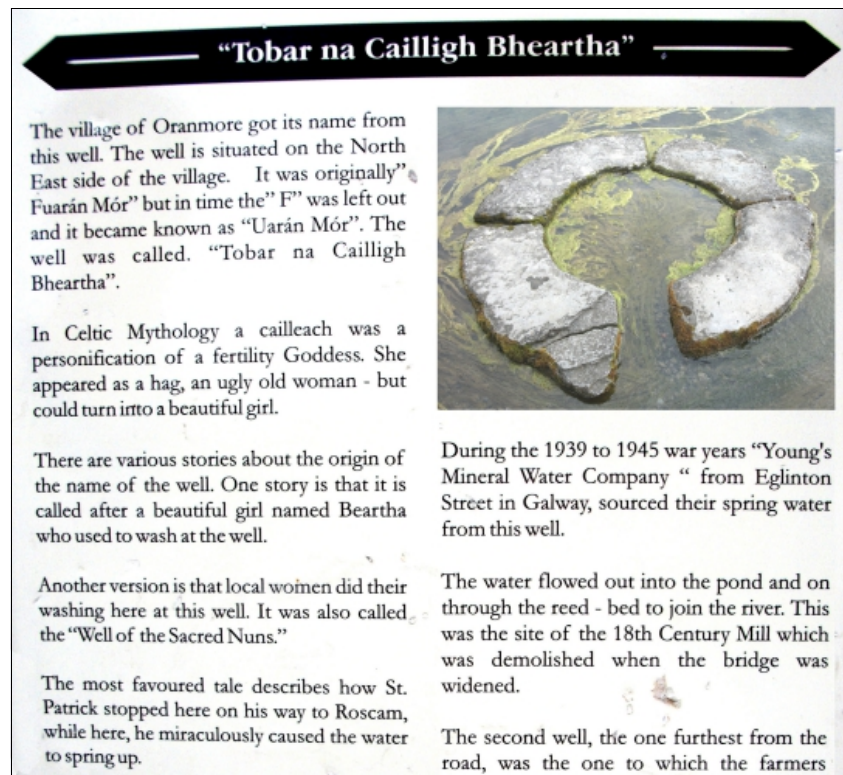 “Tobar na Cailligh Bheartha”
The village of Oranmore got its name from
this well. The well is situated on the North
East side of the village. It was originally”
Fuarán Mór” but in time the” F” was left out
and it became known as “Uarán Mór”. The
well was called. “Tobar na Cailligh
Bheartha”.
In Celtic Mythology a cailleach was a
personification of a fertility Goddess. She
appeared as a hag, an ugly old woman - but
could turn into a beautiful girl.
There are various stories about the origin of
the name of the well. One story is that it is
called after a beautiful girl named Beartha
who used to wash at the well.
Another version is that local women did their
washing here at this well. It was also called
the “Well of the Sacred Nuns.”
The most favoured tale describes how St.
Patrick stopped here on his way to Roscam,
while here, he miraculously caused the water
to spring up.
During the 1939 to 1945 war years “Young's
Mineral Water Company “ from Eglinton
Street in Galway, sourced their spring water
from this well.
The water flowed out into the pond and on
through the reed - bed to join the river. This
was the site of the 18th Century Mill which
was demolished when the bridge was
widened.
The second well, the one furthest from the
road, was the one to which the farmers